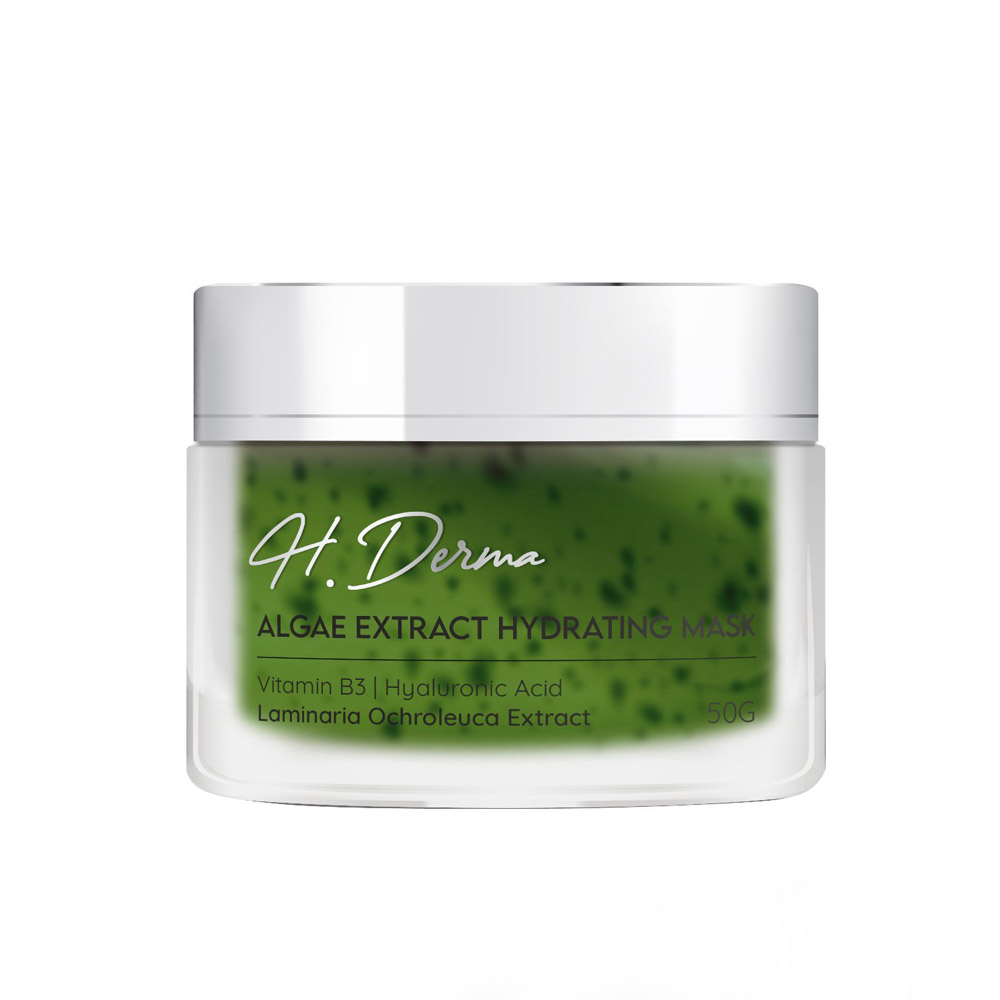 H. Derma
ALGAE EXTRACT HYDRATING MASK
Vitamin B3 | Hyaluronic Acid
Laminaria Ochroleuca Extract
50G